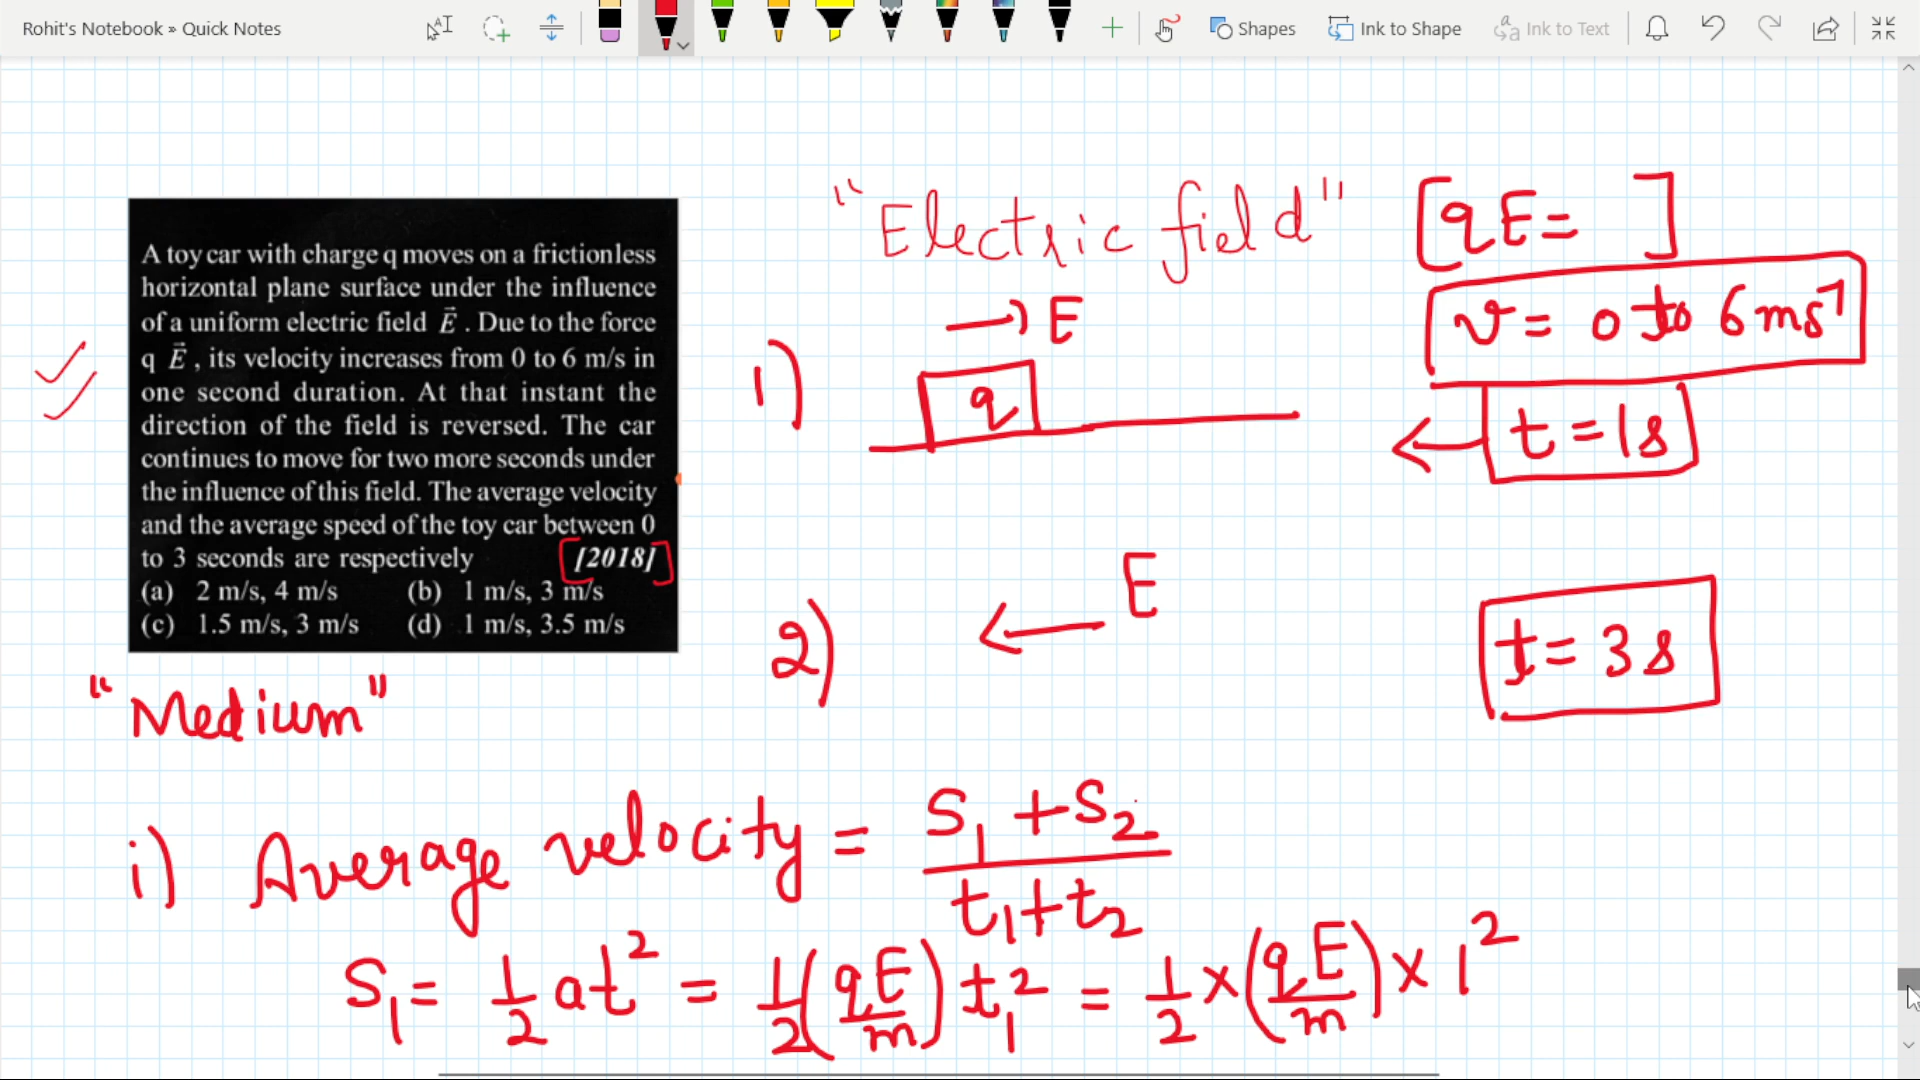 Rohit's Notebook » Quick Notes
Shapes
Ink to Shape
Ink to Text
A toy car with charge q moves on a frictionless
horizontal plane surface under the influence
of a uniform electric field E⃗ . Due to the force
q E⃗ , its velocity increases from 0 to 6 m/s in
one second duration. At that instant the
direction of the field is reversed. The car
continues to move for two more seconds under
the influence of this field. The average velocity
and the average speed of the toy car between 0
to 3 seconds are respectively [2018]
(a) 2 m/s, 4 m/s (b) 1 m/s, 3 m/s
(c) 1.5 m/s, 3 m/s (d) 1 m/s, 3.5 m/s
"Medium"
"Electric field" [qE= ]
v = 0 to 6 ms⁻¹
→ E
1) q
t = 1s
← E
2)
t = 3s
i) Average velocity = (S₁ + S₂)/(t₁ + t₂)
S₁ = 1/2 at² = 1/2 (qE/m) t₁² = 1/2 × (qE/m) × 1²